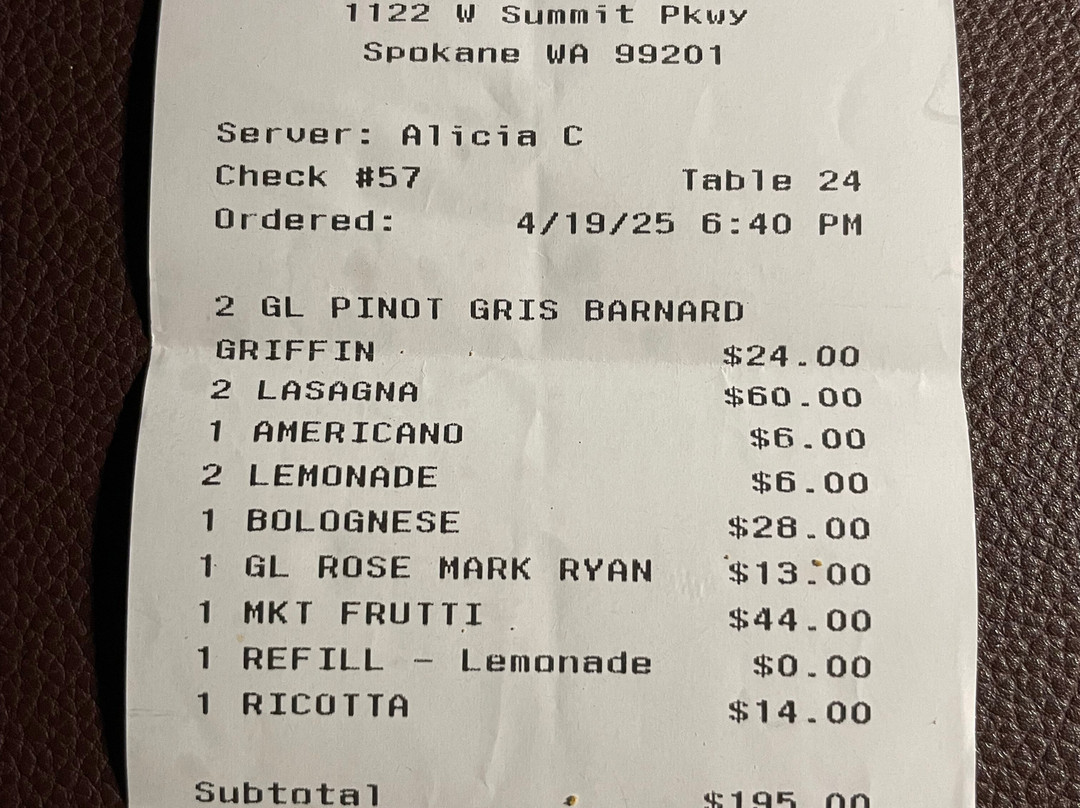 1122 W Summit Pkwy
Spokane WA 99201
Server: Alicia C
Check #57 Table 24
Ordered: 4/19/25 6:40 PM
2 GL PINOT GRIS BARNARD
GRIFFIN $24.00
2 LASAGNA $60.00
1 AMERICANO $6.00
2 LEMONADE $6.00
1 BOLOGNESE $28.00
1 GL ROSE MARK RYAN $13.00
1 MKT FRUTTI $44.00
1 REFILL - Lemonade $0.00
1 RICOTTA $14.00
Subtotal $195.00